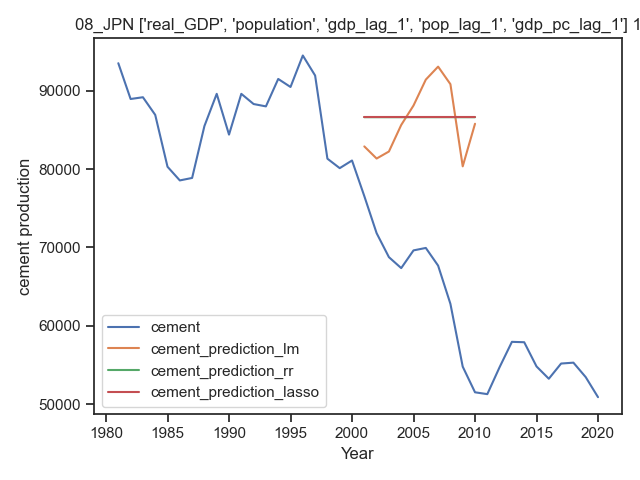 08_JPN ['real_GDP', 'population', 'gdp_lag_1', 'pop_lag_1', 'gdp_pc_lag_1'] 1
90000
80000
70000
60000
50000
cement production
cement
cement_prediction_lm
cement_prediction_rr
cement_prediction_lasso
1980 1985 1990 1995 2000 2005 2010 2015 2020
Year